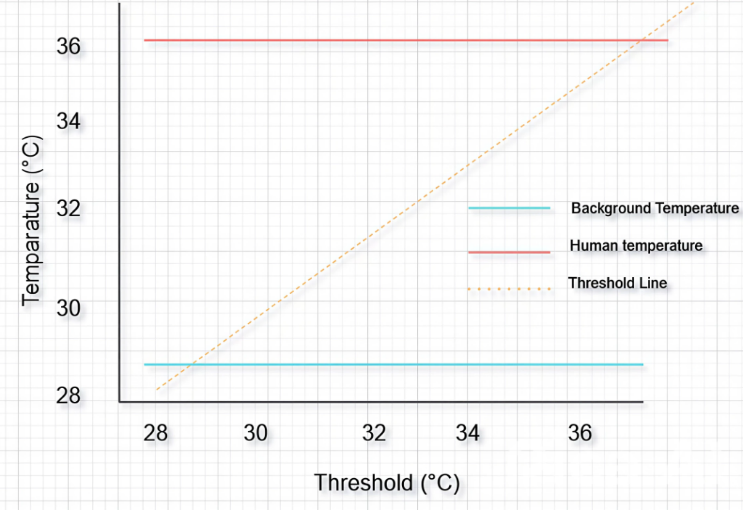 36
34
32
30
28
Temparature (°C)
Background Temperature
Human temperature
Threshold Line
28 30 32 34 36
Threshold (°C)